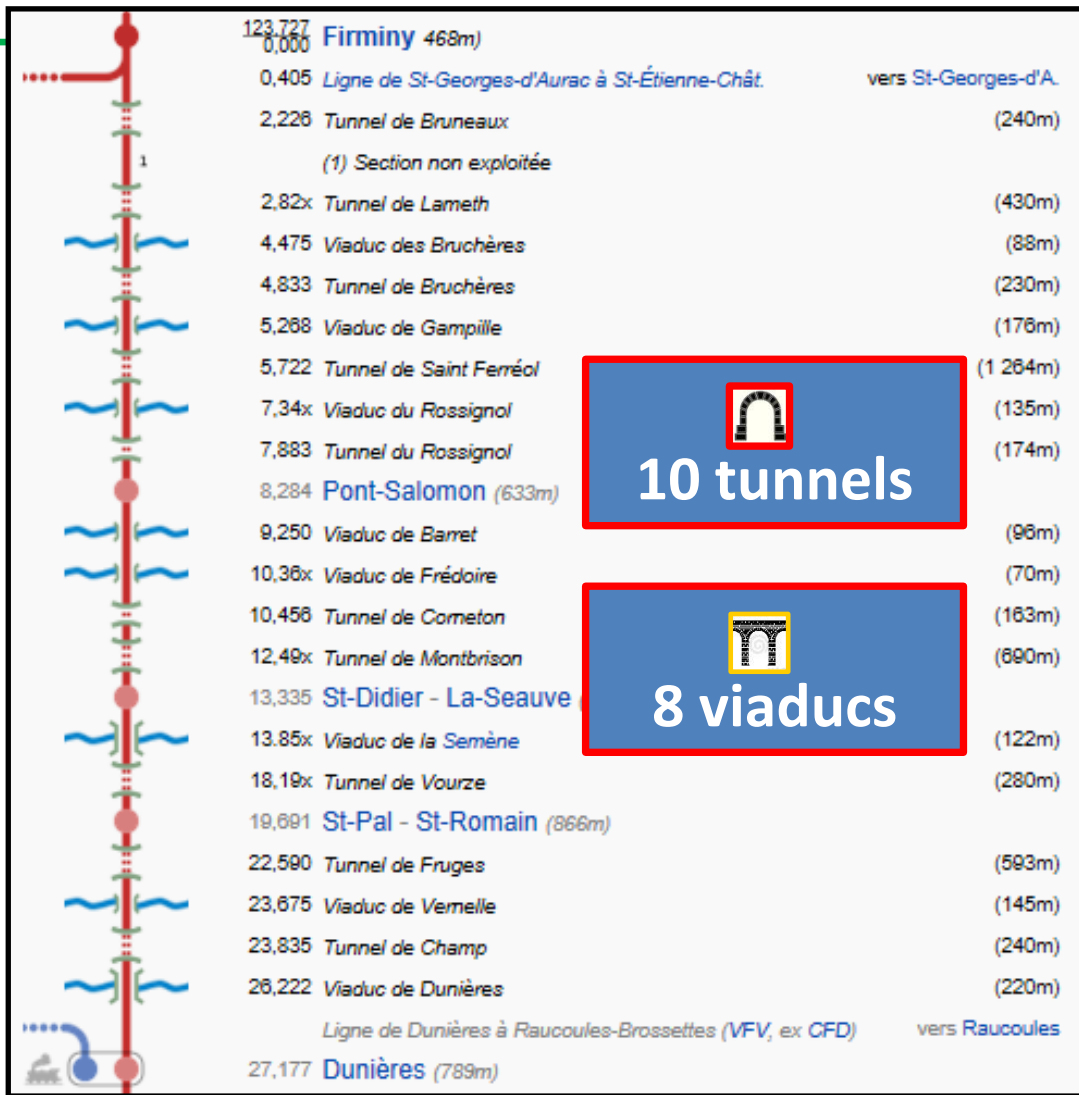 123,727
0,000 Firminy 468m)
0,405 Ligne de St-Georges-d'Aurac à St-Étienne-Chât. vers St-Georges-d'A.
2,226 Tunnel de Bruneaux (240m)
1 (1) Section non exploitée
2,82x Tunnel de Lameth (430m)
4,475 Viaduc des Bruchères (88m)
4,833 Tunnel de Bruchères (230m)
5,268 Viaduc de Gampille (176m)
5,722 Tunnel de Saint Ferréol (1 264m)
7,34x Viaduc du Rossignol (135m)
7,883 Tunnel du Rossignol (174m)
10 tunnels
8,284 Pont-Salomon (633m)
9,250 Viaduc de Barret (96m)
10,36x Viaduc de Frédoire (70m)
10,456 Tunnel de Corneton (163m)
12,49x Tunnel de Montbrison (690m)
13,335 St-Didier - La-Seauve (
8 viaducs
13.85x Viaduc de la Semène (122m)
18,19x Tunnel de Vourze (280m)
19,691 St-Pal - St-Romain (866m)
22,590 Tunnel de Fruges (593m)
23,675 Viaduc de Vernelle (145m)
23,835 Tunnel de Champ (240m)
26,222 Viaduc de Dunières (220m)
Ligne de Dunières à Raucoules-Brossettes (VFV, ex CFD) vers Raucoules
27,177 Dunières (789m)